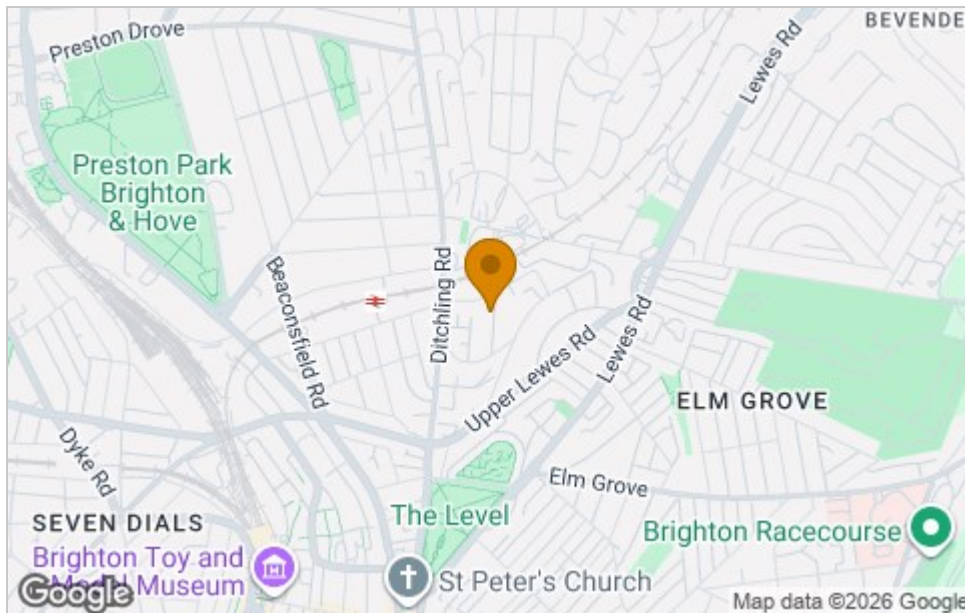 BEVENDE
Preston Drove
Lewes Rd
Preston Park
Brighton
& Hove
Ditchling Rd
Beaconsfield Rd
Lewes Rd
Upper Lewes Rd
ELM GROVE
Dyke Rd
Elm Grove
The Level
SEVEN DIALS
Brighton Racecourse
Brighton Toy and
Model Museum
St Peter's Church
Google
Map data ©2026 Google